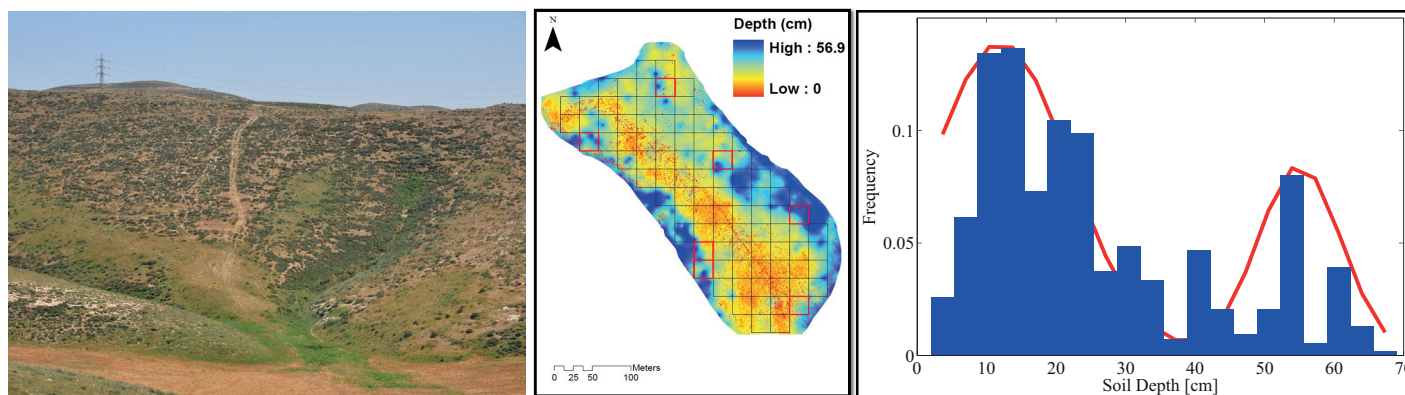 N
Depth (cm)
High : 56.9
Low : 0
Meters
0 25 50 100
Frequency
0.1
0.05
0
0 10 20 30 40 50 60 70
Soil Depth [cm]